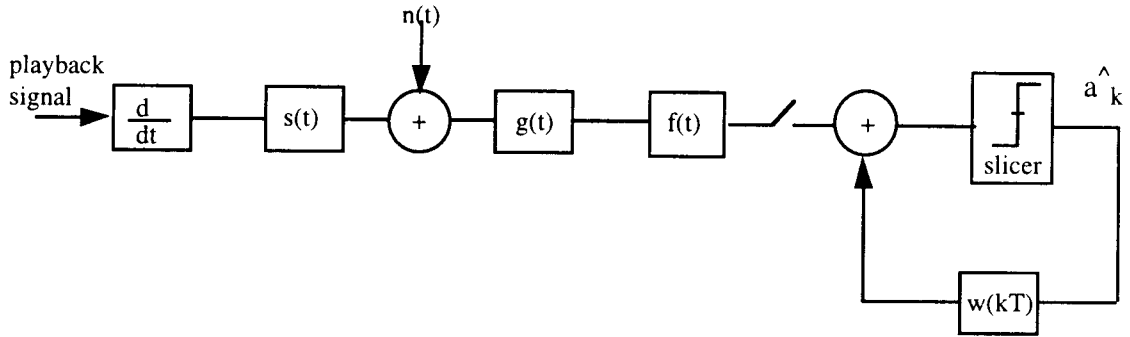 n(t)
playback
signal
d
dt
s(t)
+
g(t)
f(t)
+
slicer
a^k
w(kT)